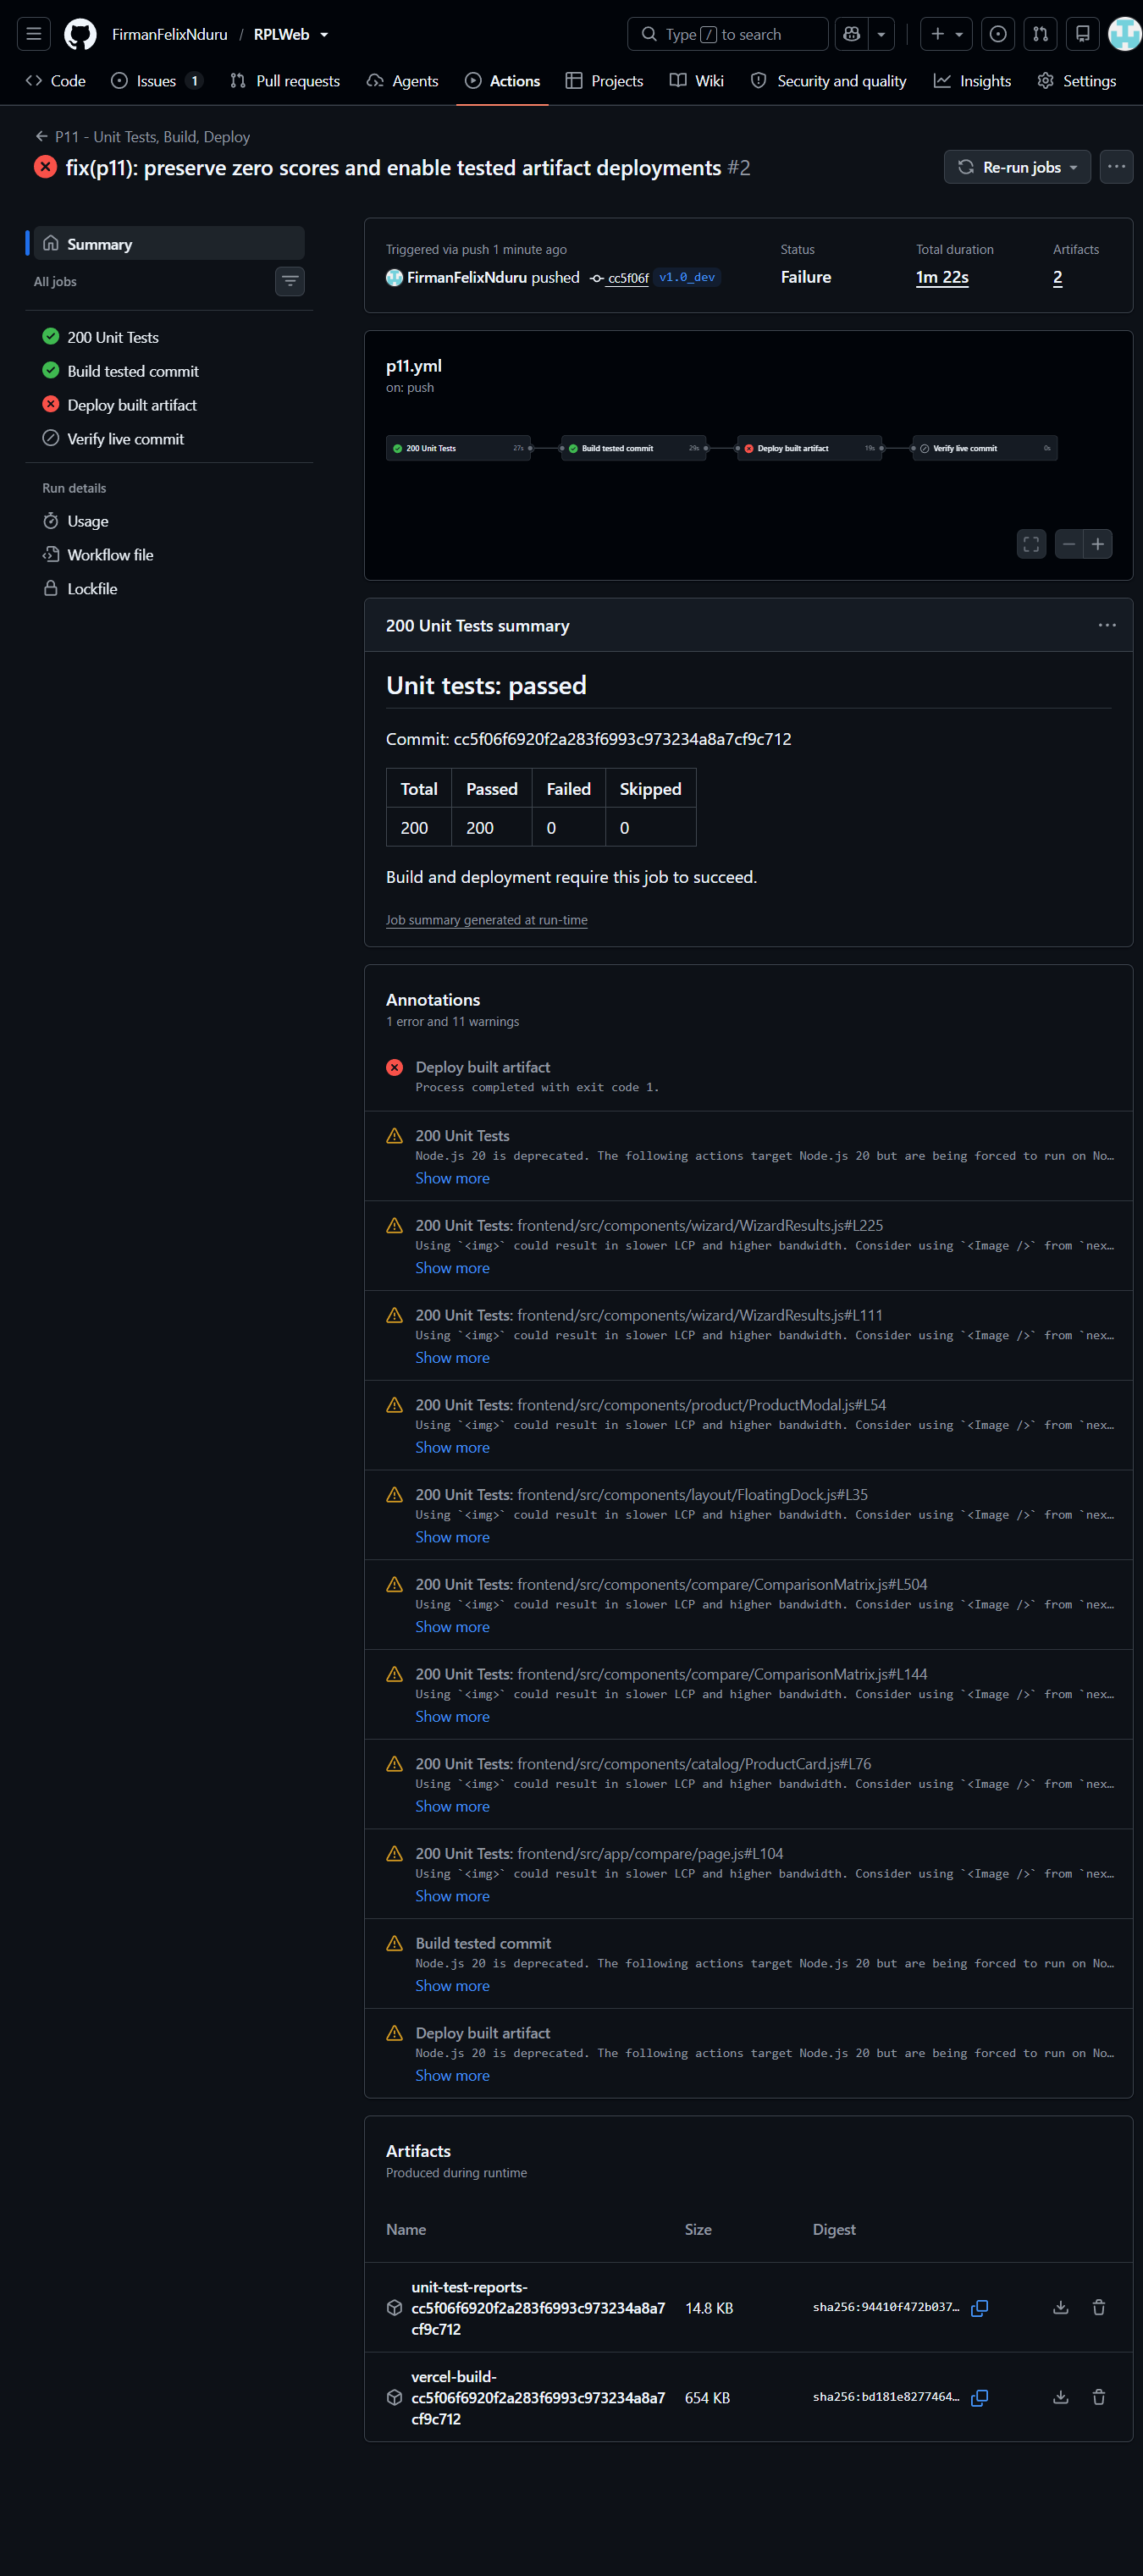 FirmanFelixNduru / RPLWeb
Type / to search
Code
Issues 1
Pull requests
Agents
Actions
Projects
Wiki
Security and quality
Insights
Settings
P11 - Unit Tests, Build, Deploy
fix(p11): preserve zero scores and enable tested artifact deployments #2
Re-run jobs
Summary
All jobs
200 Unit Tests
Build tested commit
Deploy built artifact
Verify live commit
Run details
Usage
Workflow file
Lockfile
Triggered via push 1 minute ago
FirmanFelixNduru pushed cc5f06f v1.0_dev
Status
Failure
Total duration
1m 22s
Artifacts
2
p11.yml
on: push
200 Unit Tests 27s
Build tested commit 29s
Deploy built artifact 19s
Verify live commit 0s
200 Unit Tests summary
Unit tests: passed
Commit: cc5f06f6920f2a283f6993c973234a8a7cf9c712
Total Passed Failed Skipped
200 200 0 0
Build and deployment require this job to succeed.
Job summary generated at run-time
Annotations
1 error and 11 warnings
Deploy built artifact
Process completed with exit code 1.
200 Unit Tests
Node.js 20 is deprecated. The following actions target Node.js 20 but are being forced to run on No…
Show more
200 Unit Tests: frontend/src/components/wizard/WizardResults.js#L225
Using `<img>` could result in slower LCP and higher bandwidth. Consider using `<Image />` from `nex…
Show more
200 Unit Tests: frontend/src/components/wizard/WizardResults.js#L111
Using `<img>` could result in slower LCP and higher bandwidth. Consider using `<Image />` from `nex…
Show more
200 Unit Tests: frontend/src/components/product/ProductModal.js#L54
Using `<img>` could result in slower LCP and higher bandwidth. Consider using `<Image />` from `nex…
Show more
200 Unit Tests: frontend/src/components/layout/FloatingDock.js#L35
Using `<img>` could result in slower LCP and higher bandwidth. Consider using `<Image />` from `nex…
Show more
200 Unit Tests: frontend/src/components/compare/ComparisonMatrix.js#L504
Using `<img>` could result in slower LCP and higher bandwidth. Consider using `<Image />` from `nex…
Show more
200 Unit Tests: frontend/src/components/compare/ComparisonMatrix.js#L144
Using `<img>` could result in slower LCP and higher bandwidth. Consider using `<Image />` from `nex…
Show more
200 Unit Tests: frontend/src/components/catalog/ProductCard.js#L76
Using `<img>` could result in slower LCP and higher bandwidth. Consider using `<Image />` from `nex…
Show more
200 Unit Tests: frontend/src/app/compare/page.js#L104
Using `<img>` could result in slower LCP and higher bandwidth. Consider using `<Image />` from `nex…
Show more
Build tested commit
Node.js 20 is deprecated. The following actions target Node.js 20 but are being forced to run on No…
Show more
Deploy built artifact
Node.js 20 is deprecated. The following actions target Node.js 20 but are being forced to run on No…
Show more
Artifacts
Produced during runtime
Name Size Digest
unit-test-reports-
cc5f06f6920f2a283f6993c973234a8a7
cf9c712
14.8 KB
sha256:94410f472b037…
vercel-build-
cc5f06f6920f2a283f6993c973234a8a7
cf9c712
654 KB
sha256:bd181e8277464…